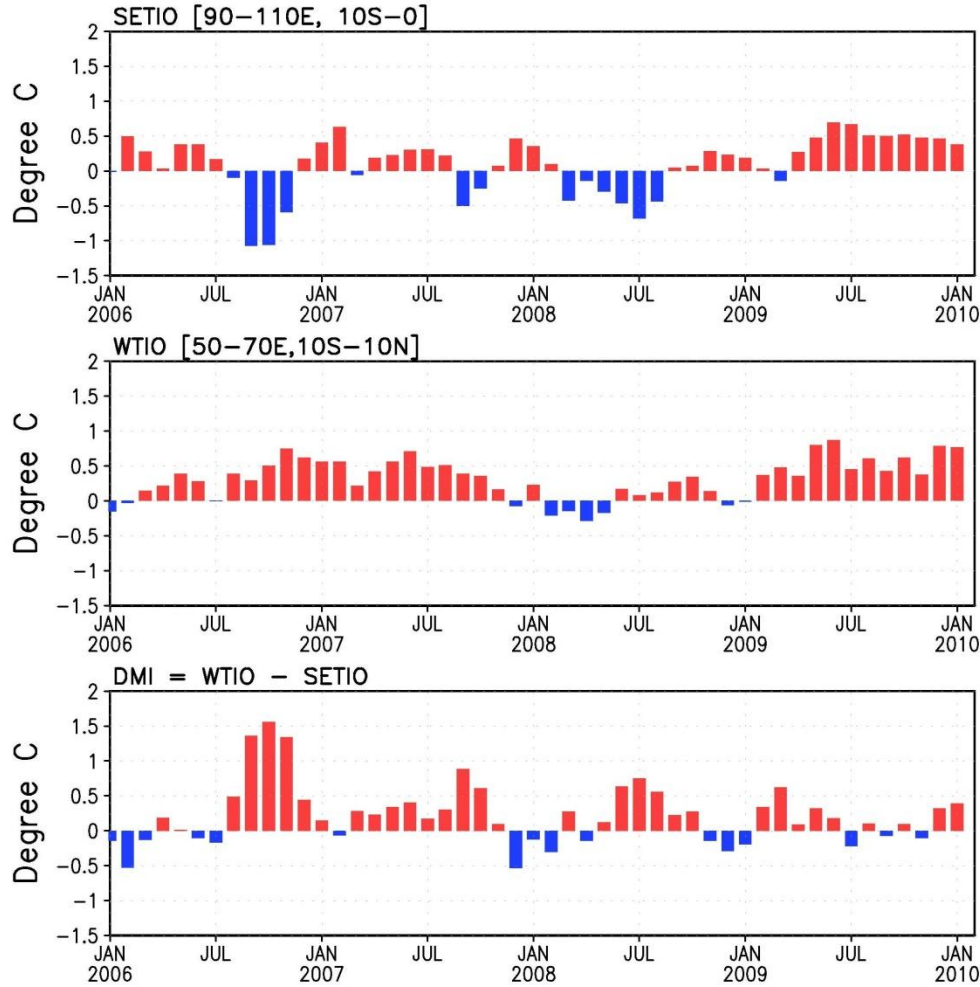 SETIO [90-110E, 10S-0]
Degree C
2
1.5
1
0.5
0
-0.5
-1
-1.5
JAN JUL JAN JUL JAN JUL JAN JUL JAN
2006 2007 2008 2009 2010
WTIO [50-70E,10S-10N]
Degree C
2
1.5
1
0.5
0
-0.5
-1
-1.5
JAN JUL JAN JUL JAN JUL JAN JUL JAN
2006 2007 2008 2009 2010
DMI = WTIO - SETIO
Degree C
2
1.5
1
0.5
0
-0.5
-1
-1.5
JAN JUL JAN JUL JAN JUL JAN JUL JAN
2006 2007 2008 2009 2010